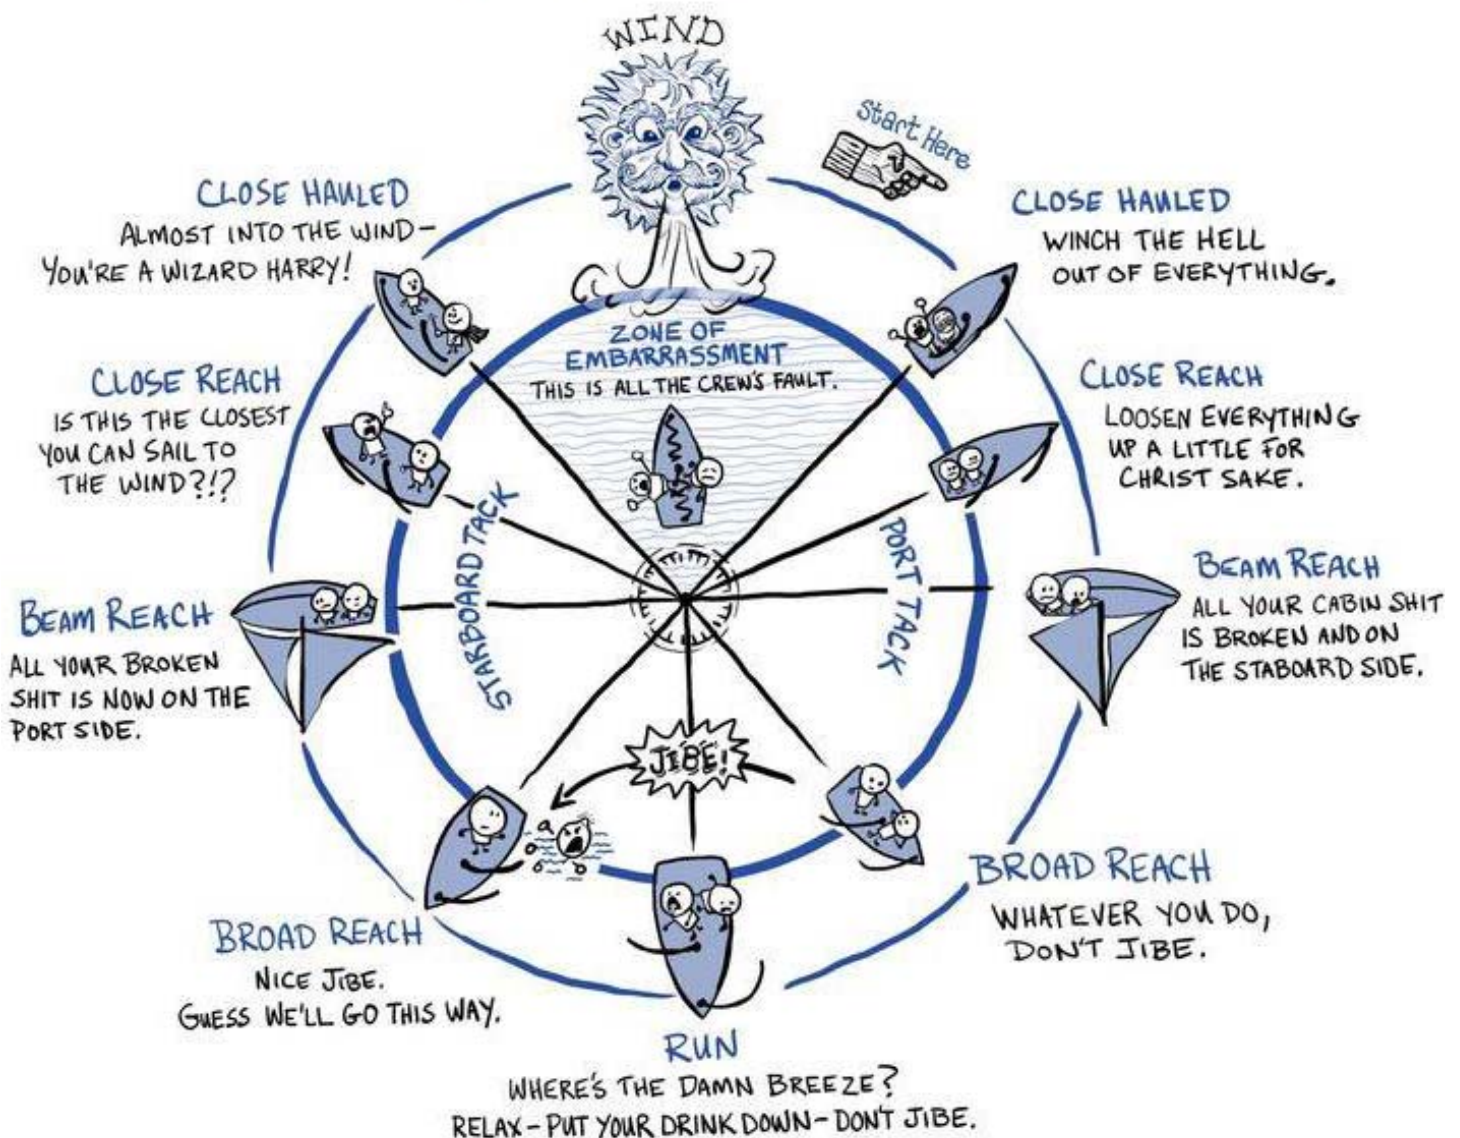 WIND
Start Here
CLOSE HAULED
ALMOST INTO THE WIND-
YOU'RE A WIZARD HARRY!
CLOSE HAULED
WINCH THE HELL
OUT OF EVERYTHING.
ZONE OF
EMBARRASSMENT
THIS IS ALL THE CREW'S FAULT.
CLOSE REACH
IS THIS THE CLOSEST
YOU CAN SAIL TO
THE WIND?!?
CLOSE REACH
LOOSEN EVERYTHING
UP A LITTLE FOR
CHRIST SAKE.
STARBOARD TACK
PORT TACK
BEAM REACH
ALL YOUR BROKEN
SHIT IS NOW ON THE
PORT SIDE.
BEAM REACH
ALL YOUR CABIN SHIT
IS BROKEN AND ON
THE STABOARD SIDE.
JIBE!
BROAD REACH
NICE JIBE.
GUESS WE'LL GO THIS WAY.
BROAD REACH
WHATEVER YOU DO,
DON'T JIBE.
RUN
WHERE'S THE DAMN BREEZE?
RELAX-PUT YOUR DRINK DOWN-DON'T JIBE.